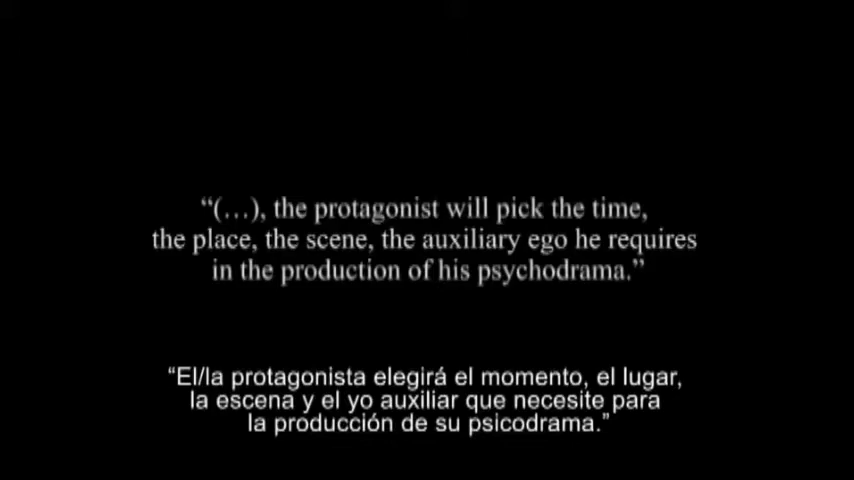 “(…), the protagonist will pick the time,
the place, the scene, the auxiliary ego he requires
in the production of his psychodrama.”
“El/la protagonista elegirá el momento, el lugar,
la escena y el yo auxiliar que necesite para
la producción de su psicodrama.”